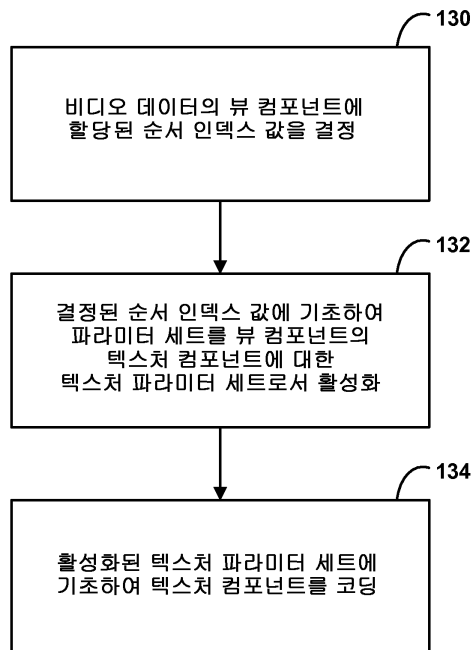 130
비디오 데이터의 뷰 컴포넌트에
할당된 순서 인덱스 값을 결정
132
결정된 순서 인덱스 값에 기초하여
파라미터 세트를 뷰 컴포넌트의
텍스처 컴포넌트에 대한
텍스처 파라미터 세트로서 활성화
134
활성화된 텍스처 파라미터 세트에
기초하여 텍스처 컴포넌트를 코딩